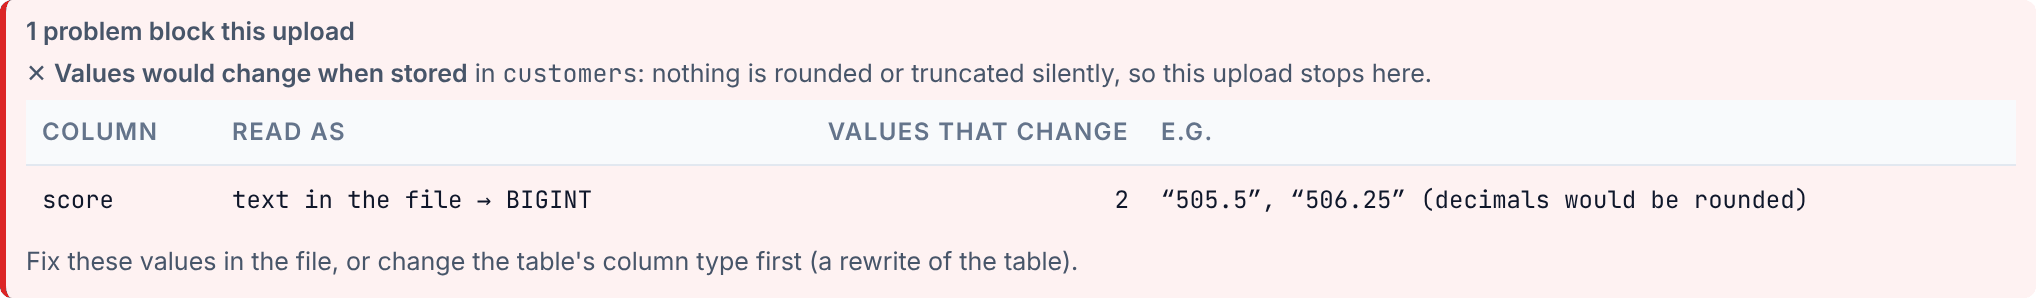 1 problem block this upload
✕ Values would change when stored in customers: nothing is rounded or truncated silently, so this upload stops here.
COLUMN READ AS VALUES THAT CHANGE E.G.
score text in the file → BIGINT 2 “505.5”, “506.25” (decimals would be rounded)
Fix these values in the file, or change the table's column type first (a rewrite of the table).